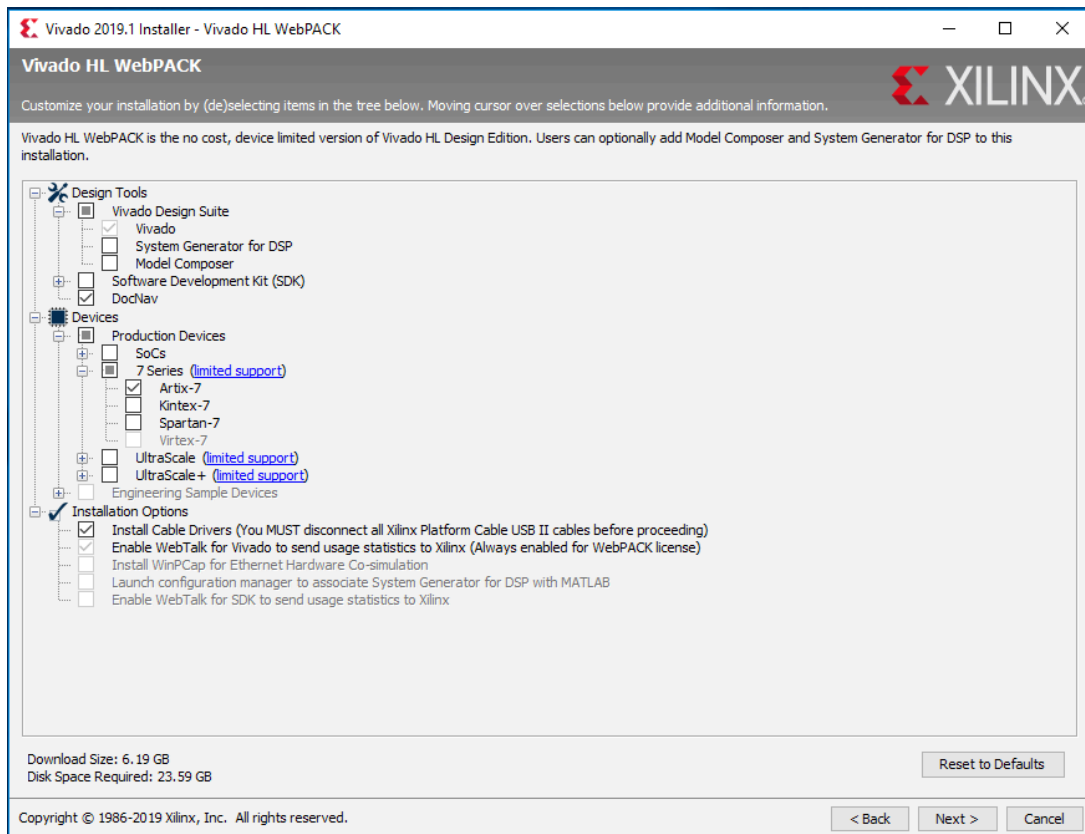 Vivado 2019.1 Installer - Vivado HL WebPACK
Vivado HL WebPACK
Customize your installation by (de)selecting items in the tree below. Moving cursor over selections below provide additional information.
XILINX
Vivado HL WebPACK is the no cost, device limited version of Vivado HL Design Edition. Users can optionally add Model Composer and System Generator for DSP to this
installation.
Design Tools
Vivado Design Suite
Vivado
System Generator for DSP
Model Composer
Software Development Kit (SDK)
DocNav
Devices
Production Devices
SoCs
7 Series (limited support)
Artix-7
Kintex-7
Spartan-7
Virtex-7
UltraScale (limited support)
UltraScale+ (limited support)
Engineering Sample Devices
Installation Options
Install Cable Drivers (You MUST disconnect all Xilinx Platform Cable USB II cables before proceeding)
Enable WebTalk for Vivado to send usage statistics to Xilinx (Always enabled for WebPACK license)
Install WinPCap for Ethernet Hardware Co-simulation
Launch configuration manager to associate System Generator for DSP with MATLAB
Enable WebTalk for SDK to send usage statistics to Xilinx
Download Size: 6.19 GB
Disk Space Required: 23.59 GB
Reset to Defaults
Copyright © 1986-2019 Xilinx, Inc. All rights reserved.
< Back
Next >
Cancel